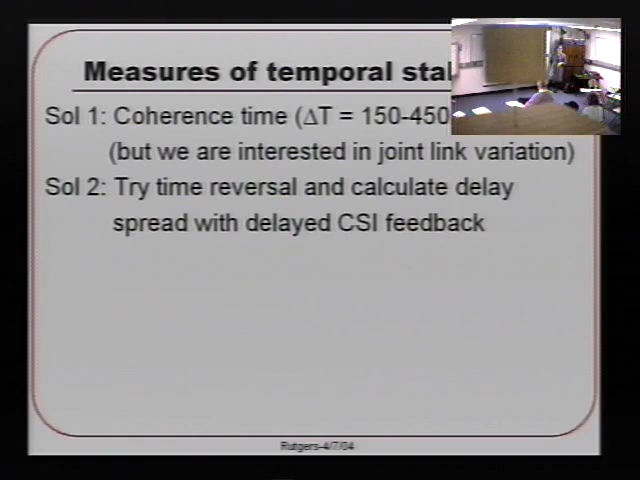 Measures of temporal
Sol 1: Coherence time (ΔT = 150-450
(but we are interested in joint link variation)
Sol 2: Try time reversal and calculate delay
spread with delayed CSI feedback
Rutgers-4/7/04